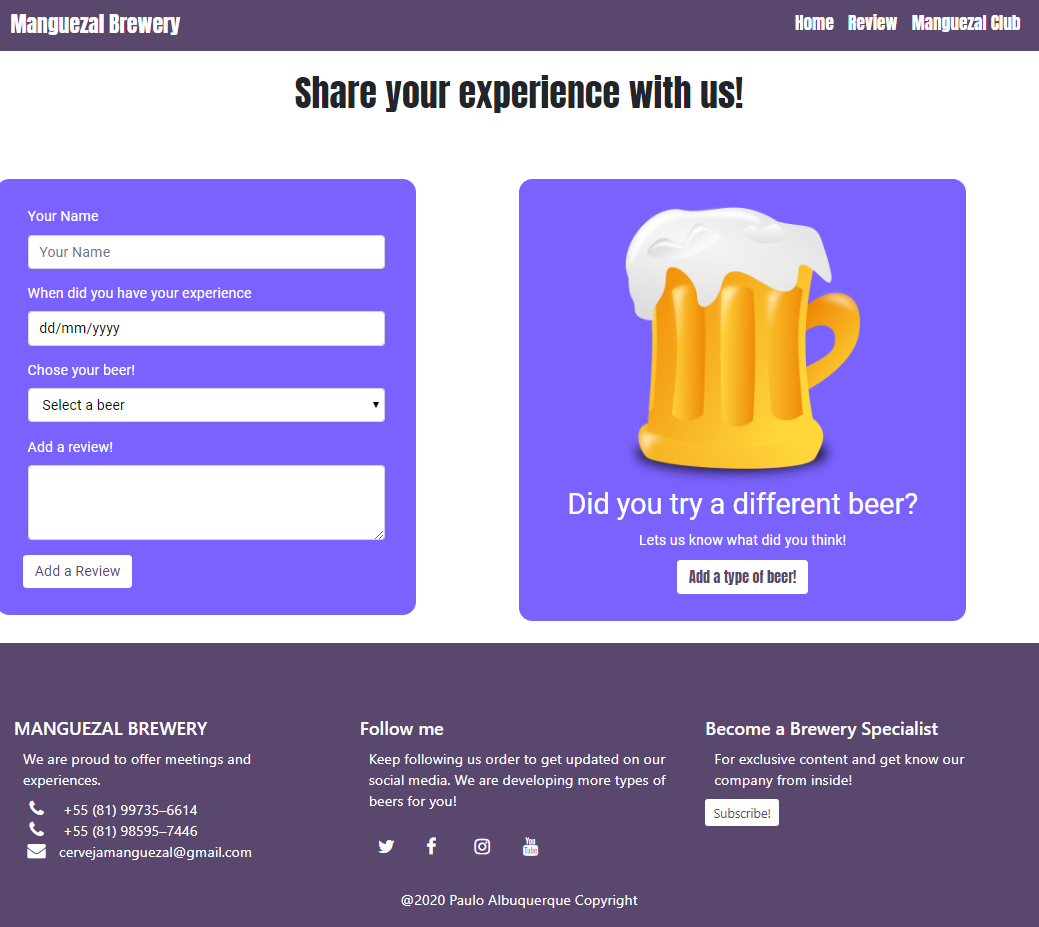 Manguezal Brewery
Home Review Manguezal Club
Share your experience with us!
Your Name
Your Name
When did you have your experience
dd/mm/yyyy
Chose your beer!
Select a beer
Add a review!
Add a Review
Did you try a different beer?
Lets us know what did you think!
Add a type of beer!
MANGUEZAL BREWERY
We are proud to offer meetings and
experiences.
+55 (81) 99735–6614
+55 (81) 98595–7446
cervejamanguezal@gmail.com
Follow me
Keep following us order to get updated on our
social media. We are developing more types of
beers for you!
You
Tube
Become a Brewery Specialist
For exclusive content and get know our
company from inside!
Subscribe!
@2020 Paulo Albuquerque Copyright